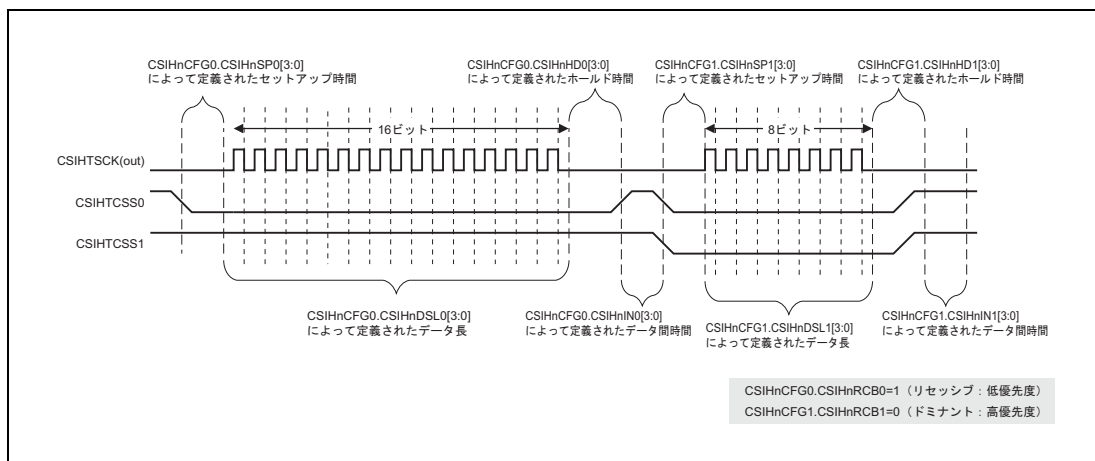 CSIHnCFG0.CSIHnSP0[3:0]
によって定義されたセットアップ時間
CSIHnCFG0.CSIHnHD0[3:0]
によって定義されたホールド時間
CSIHnCFG1.CSIHnSP1[3:0]
によって定義されたセットアップ時間
CSIHnCFG1.CSIHnHD1[3:0]
によって定義されたホールド時間
16ビット
8ビット
CSIHTSCK(out)
CSIHTCSS0
CSIHTCSS1
CSIHnCFG0.CSIHnDSL0[3:0]
によって定義されたデータ長
CSIHnCFG0.CSIHnIN0[3:0]
によって定義されたデータ間時間
CSIHnCFG1.CSIHnDSL1[3:0]
によって定義されたデータ長
CSIHnCFG1.CSIHnIN1[3:0]
によって定義されたデータ間時間
CSIHnCFG0.CSIHnRCB0=1（リセッシブ：低優先度）
CSIHnCFG1.CSIHnRCB1=0（ドミナント：高優先度）